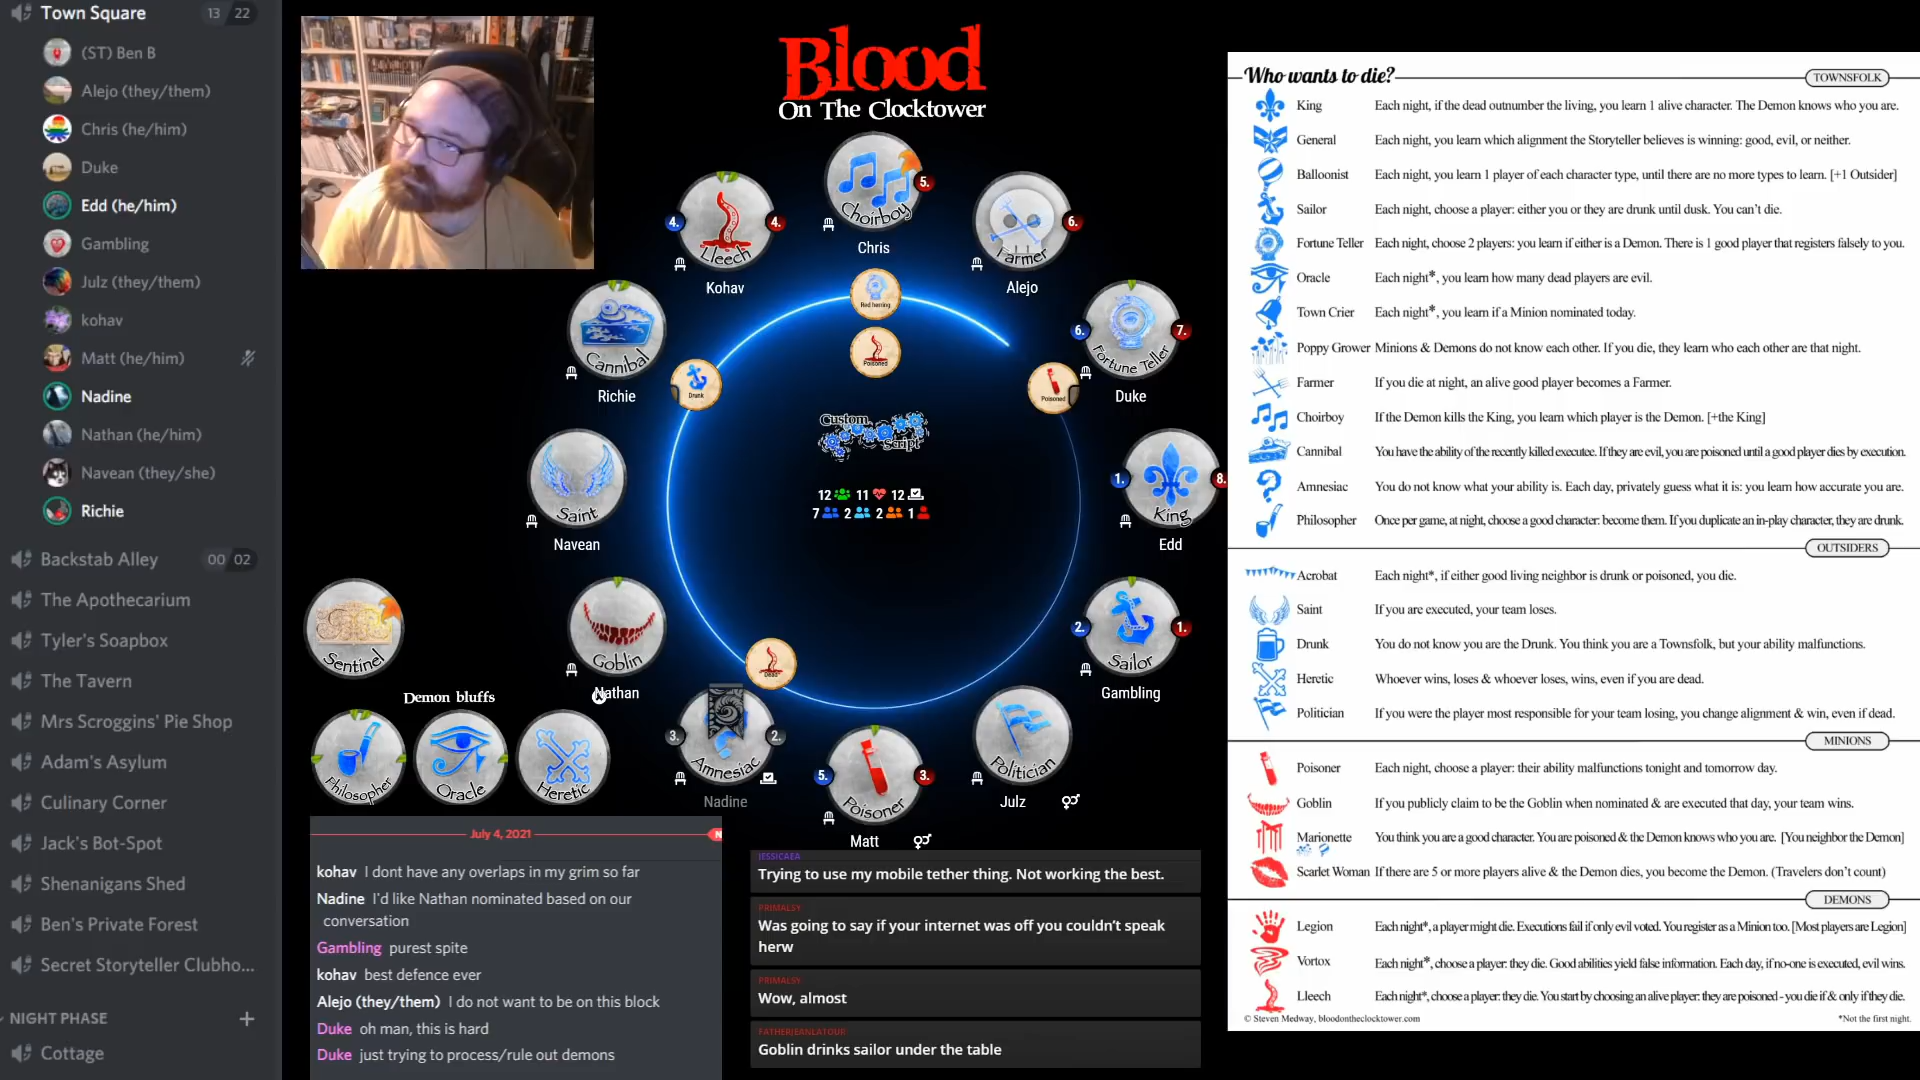 Town Square
13 22
(ST) Ben B
Alejo (they/them)
Chris (he/him)
Duke
Edd (he/him)
Gambling
Julz (they/them)
kohav
Matt (he/him)
Nadine
Nathan (he/him)
Navean (they/she)
Richie
Backstab Alley
00 02
The Apothecarium
Tyler's Soapbox
The Tavern
Mrs Scroggins' Pie Shop
Adam's Asylum
Culinary Corner
Jack's Bot-Spot
Shenanigans Shed
Ben's Private Forest
Secret Storyteller Clubho...
NIGHT PHASE
Cottage
Blood
On The Clocktower
Choirboy
5.
Chris
Lleech
4.
4.
Kohav
Farmer
6.
Alejo
Cannibal
Richie
Red herring
Poisoned
Drunk
Poisoned
Fortune Teller
6.
7.
Duke
Custom
Script
12 11 12
7 2 2 1
Saint
Navean
King
1.
8.
Edd
Goblin
Nathan
Sailor
2.
1.
Gambling
Dead
Amnesiac
3.
2.
Nadine
Poisoner
5.
3.
Matt
Politician
Julz
Sentinel
Demon bluffs
Philosopher
Oracle
Heretic
July 4, 2021
N
kohav I dont have any overlaps in my grim so far
Nadine I'd like Nathan nominated based on our
conversation
Gambling purest spite
kohav best defence ever
Alejo (they/them) I do not want to be on this block
Duke oh man, this is hard
Duke just trying to process/rule out demons
JESSICAEA
Trying to use my mobile tether thing. Not working the best.
PRIMALSY
Was going to say if your internet was off you couldn't speak
herw
PRIMALSY
Wow, almost
FATHERJEANLATOUR
Goblin drinks sailor under the table
Who wants to die?
TOWNSFOLK
King Each night, if the dead outnumber the living, you learn 1 alive character. The Demon knows who you are.
General Each night, you learn which alignment the Storyteller believes is winning: good, evil, or neither.
Balloonist Each night, you learn 1 player of each character type, until there are no more types to learn. [+1 Outsider]
Sailor Each night, choose a player: either you or they are drunk until dusk. You can't die.
Fortune Teller Each night, choose 2 players: you learn if either is a Demon. There is 1 good player that registers falsely to you.
Oracle Each night*, you learn how many dead players are evil.
Town Crier Each night*, you learn if a Minion nominated today.
Poppy Grower Minions & Demons do not know each other. If you die, they learn who each other are that night.
Farmer If you die at night, an alive good player becomes a Farmer.
Choirboy If the Demon kills the King, you learn which player is the Demon. [+the King]
Cannibal You have the ability of the recently killed executee. If they are evil, you are poisoned until a good player dies by execution.
Amnesiac You do not know what your ability is. Each day, privately guess what it is: you learn how accurate you are.
Philosopher Once per game, at night, choose a good character: become them. If you duplicate an in-play character, they are drunk.
OUTSIDERS
Acrobat Each night*, if either good living neighbor is drunk or poisoned, you die.
Saint If you are executed, your team loses.
Drunk You do not know you are the Drunk. You think you are a Townsfolk, but your ability malfunctions.
Heretic Whoever wins, loses & whoever loses, wins, even if you are dead.
Politician If you were the player most responsible for your team losing, you change alignment & win, even if dead.
MINIONS
Poisoner Each night, choose a player: their ability malfunctions tonight and tomorrow day.
Goblin If you publicly claim to be the Goblin when nominated & are executed that day, your team wins.
Marionette You think you are a good character. You are poisoned & the Demon knows who you are. [You neighbor the Demon]
Scarlet Woman If there are 5 or more players alive & the Demon dies, you become the Demon. (Travelers don't count)
DEMONS
Legion Each night*, a player might die. Executions fail if only evil voted. You register as a Minion too. [Most players are Legion]
Vortox Each night*, choose a player: they die. Good abilities yield false information. Each day, if no-one is executed, evil wins.
Lleech Each night*, choose a player: they die. You start by choosing an alive player: they are poisoned - you die if & only if they die.
© Steven Medway, bloodontheclocktower.com
*Not the first night.